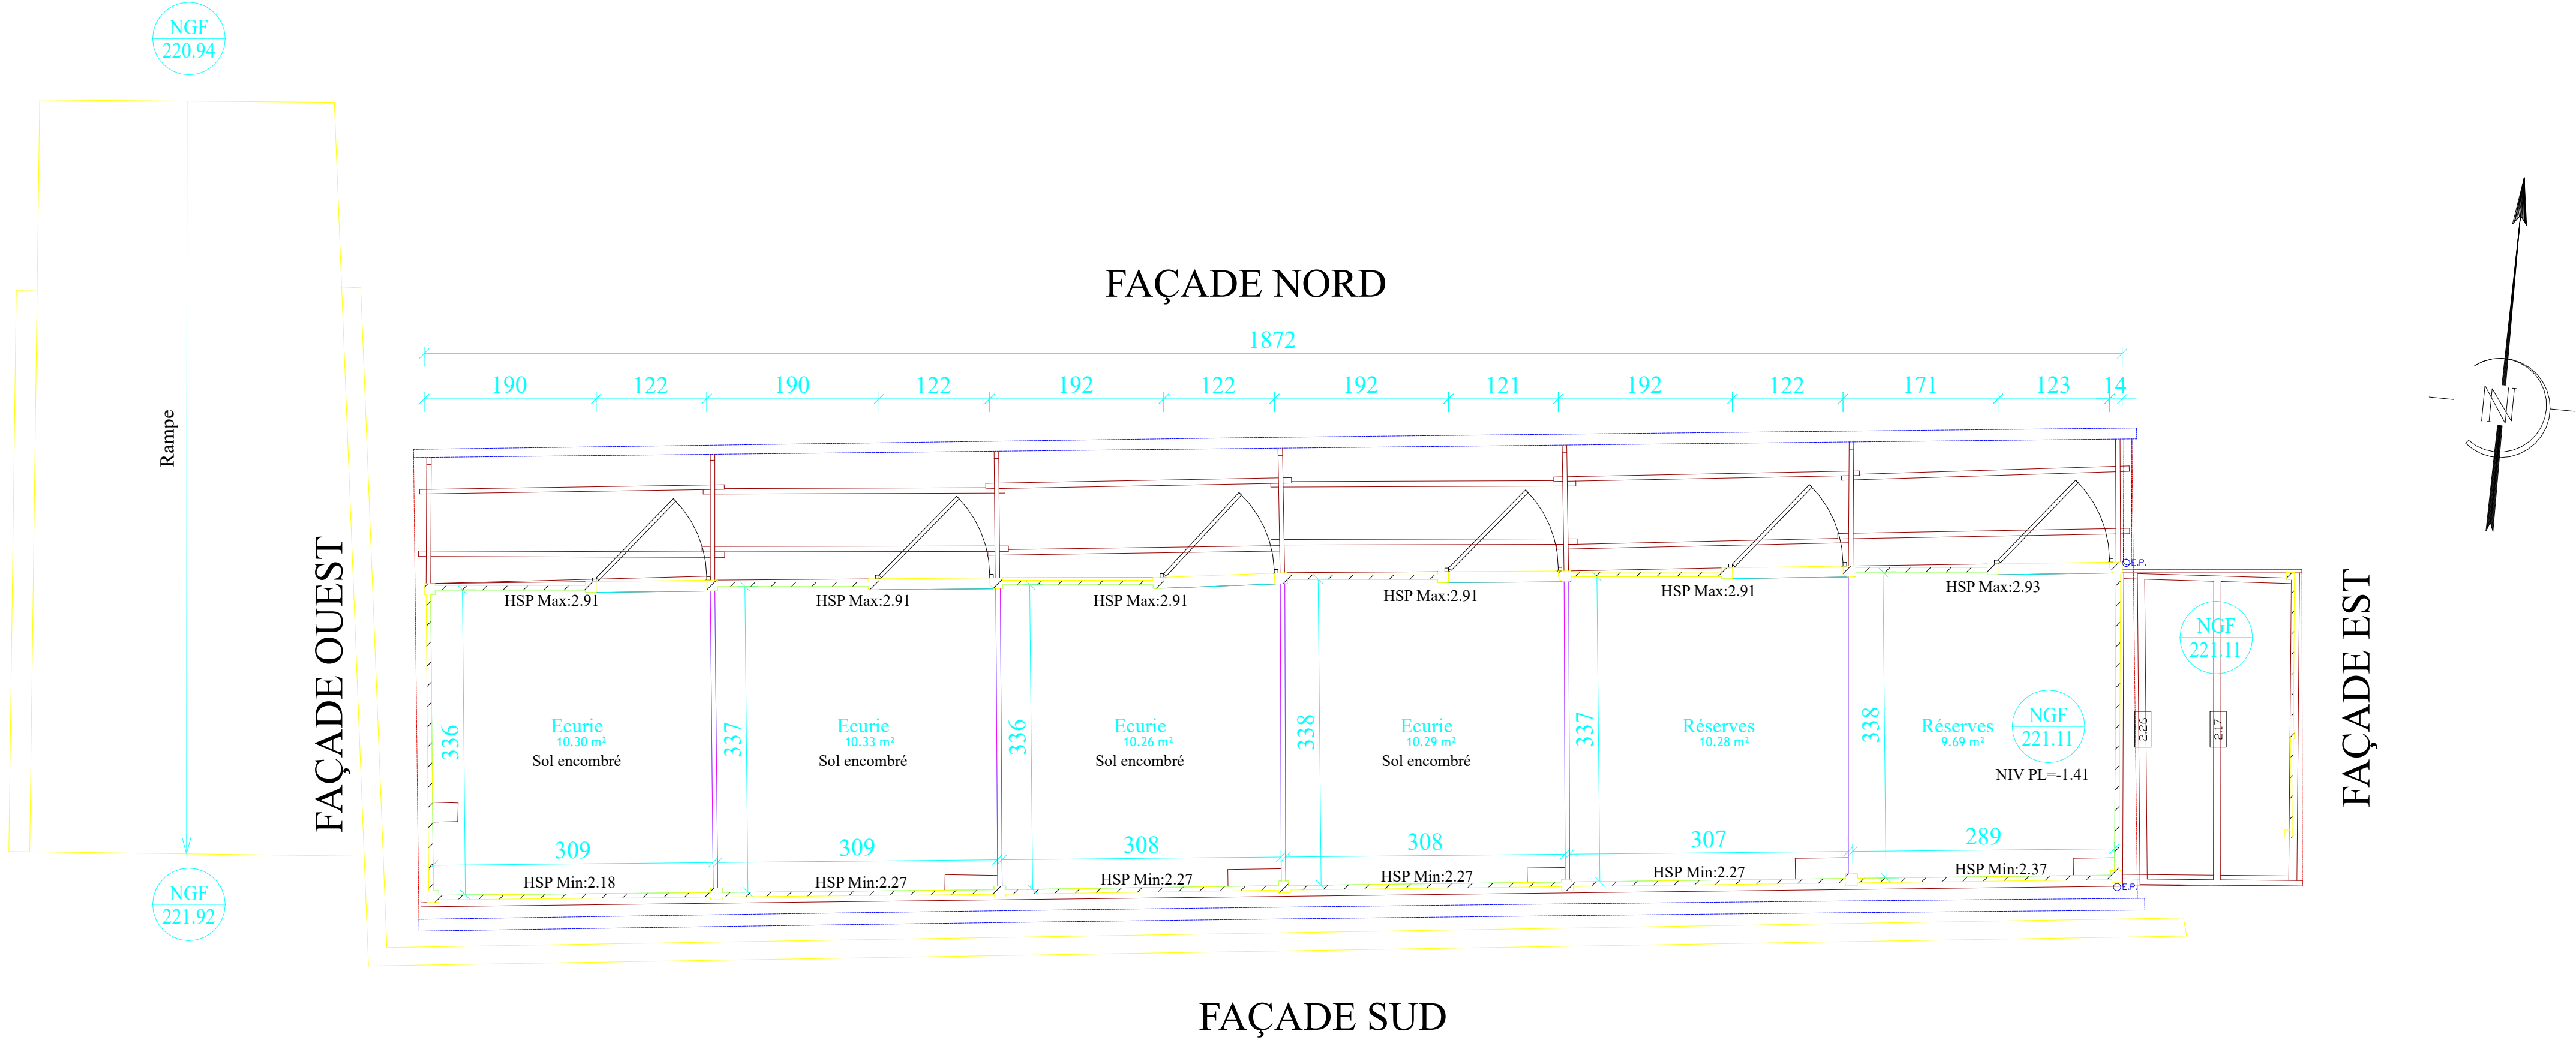 NGF
220.94
FAÇADE NORD
1872
190 122 190 122 192 122 192 121 192 122 171 123 14
N
Rampe
FAÇADE OUEST
FAÇADE EST
E.P.
HSP Max:2.91
HSP Max:2.91
HSP Max:2.91
HSP Max:2.91
HSP Max:2.91
HSP Max:2.93
NGF
221.11
336
Ecurie
10.30 m²
Sol encombré
337
Ecurie
10.33 m²
Sol encombré
336
Ecurie
10.26 m²
Sol encombré
338
Ecurie
10.29 m²
Sol encombré
337
Réserves
10.28 m²
338
Réserves
9.69 m²
NGF
221.11
NIV PL=-1.41
2.26
2.17
309 309 308 308 307 289
HSP Min:2.18
HSP Min:2.27
HSP Min:2.27
HSP Min:2.27
HSP Min:2.27
HSP Min:2.37
E.P.
NGF
221.92
FAÇADE SUD